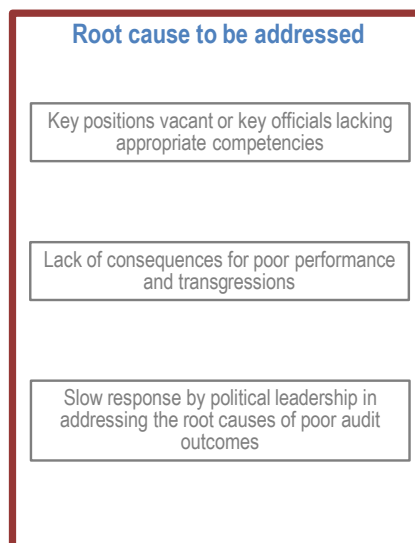 Root cause to be addressed
Key positions vacant or key officials lacking
appropriate competencies
Lack of consequences for poor performance
and transgressions
Slow response by political leadership in
addressing the root causes of poor audit
outcomes